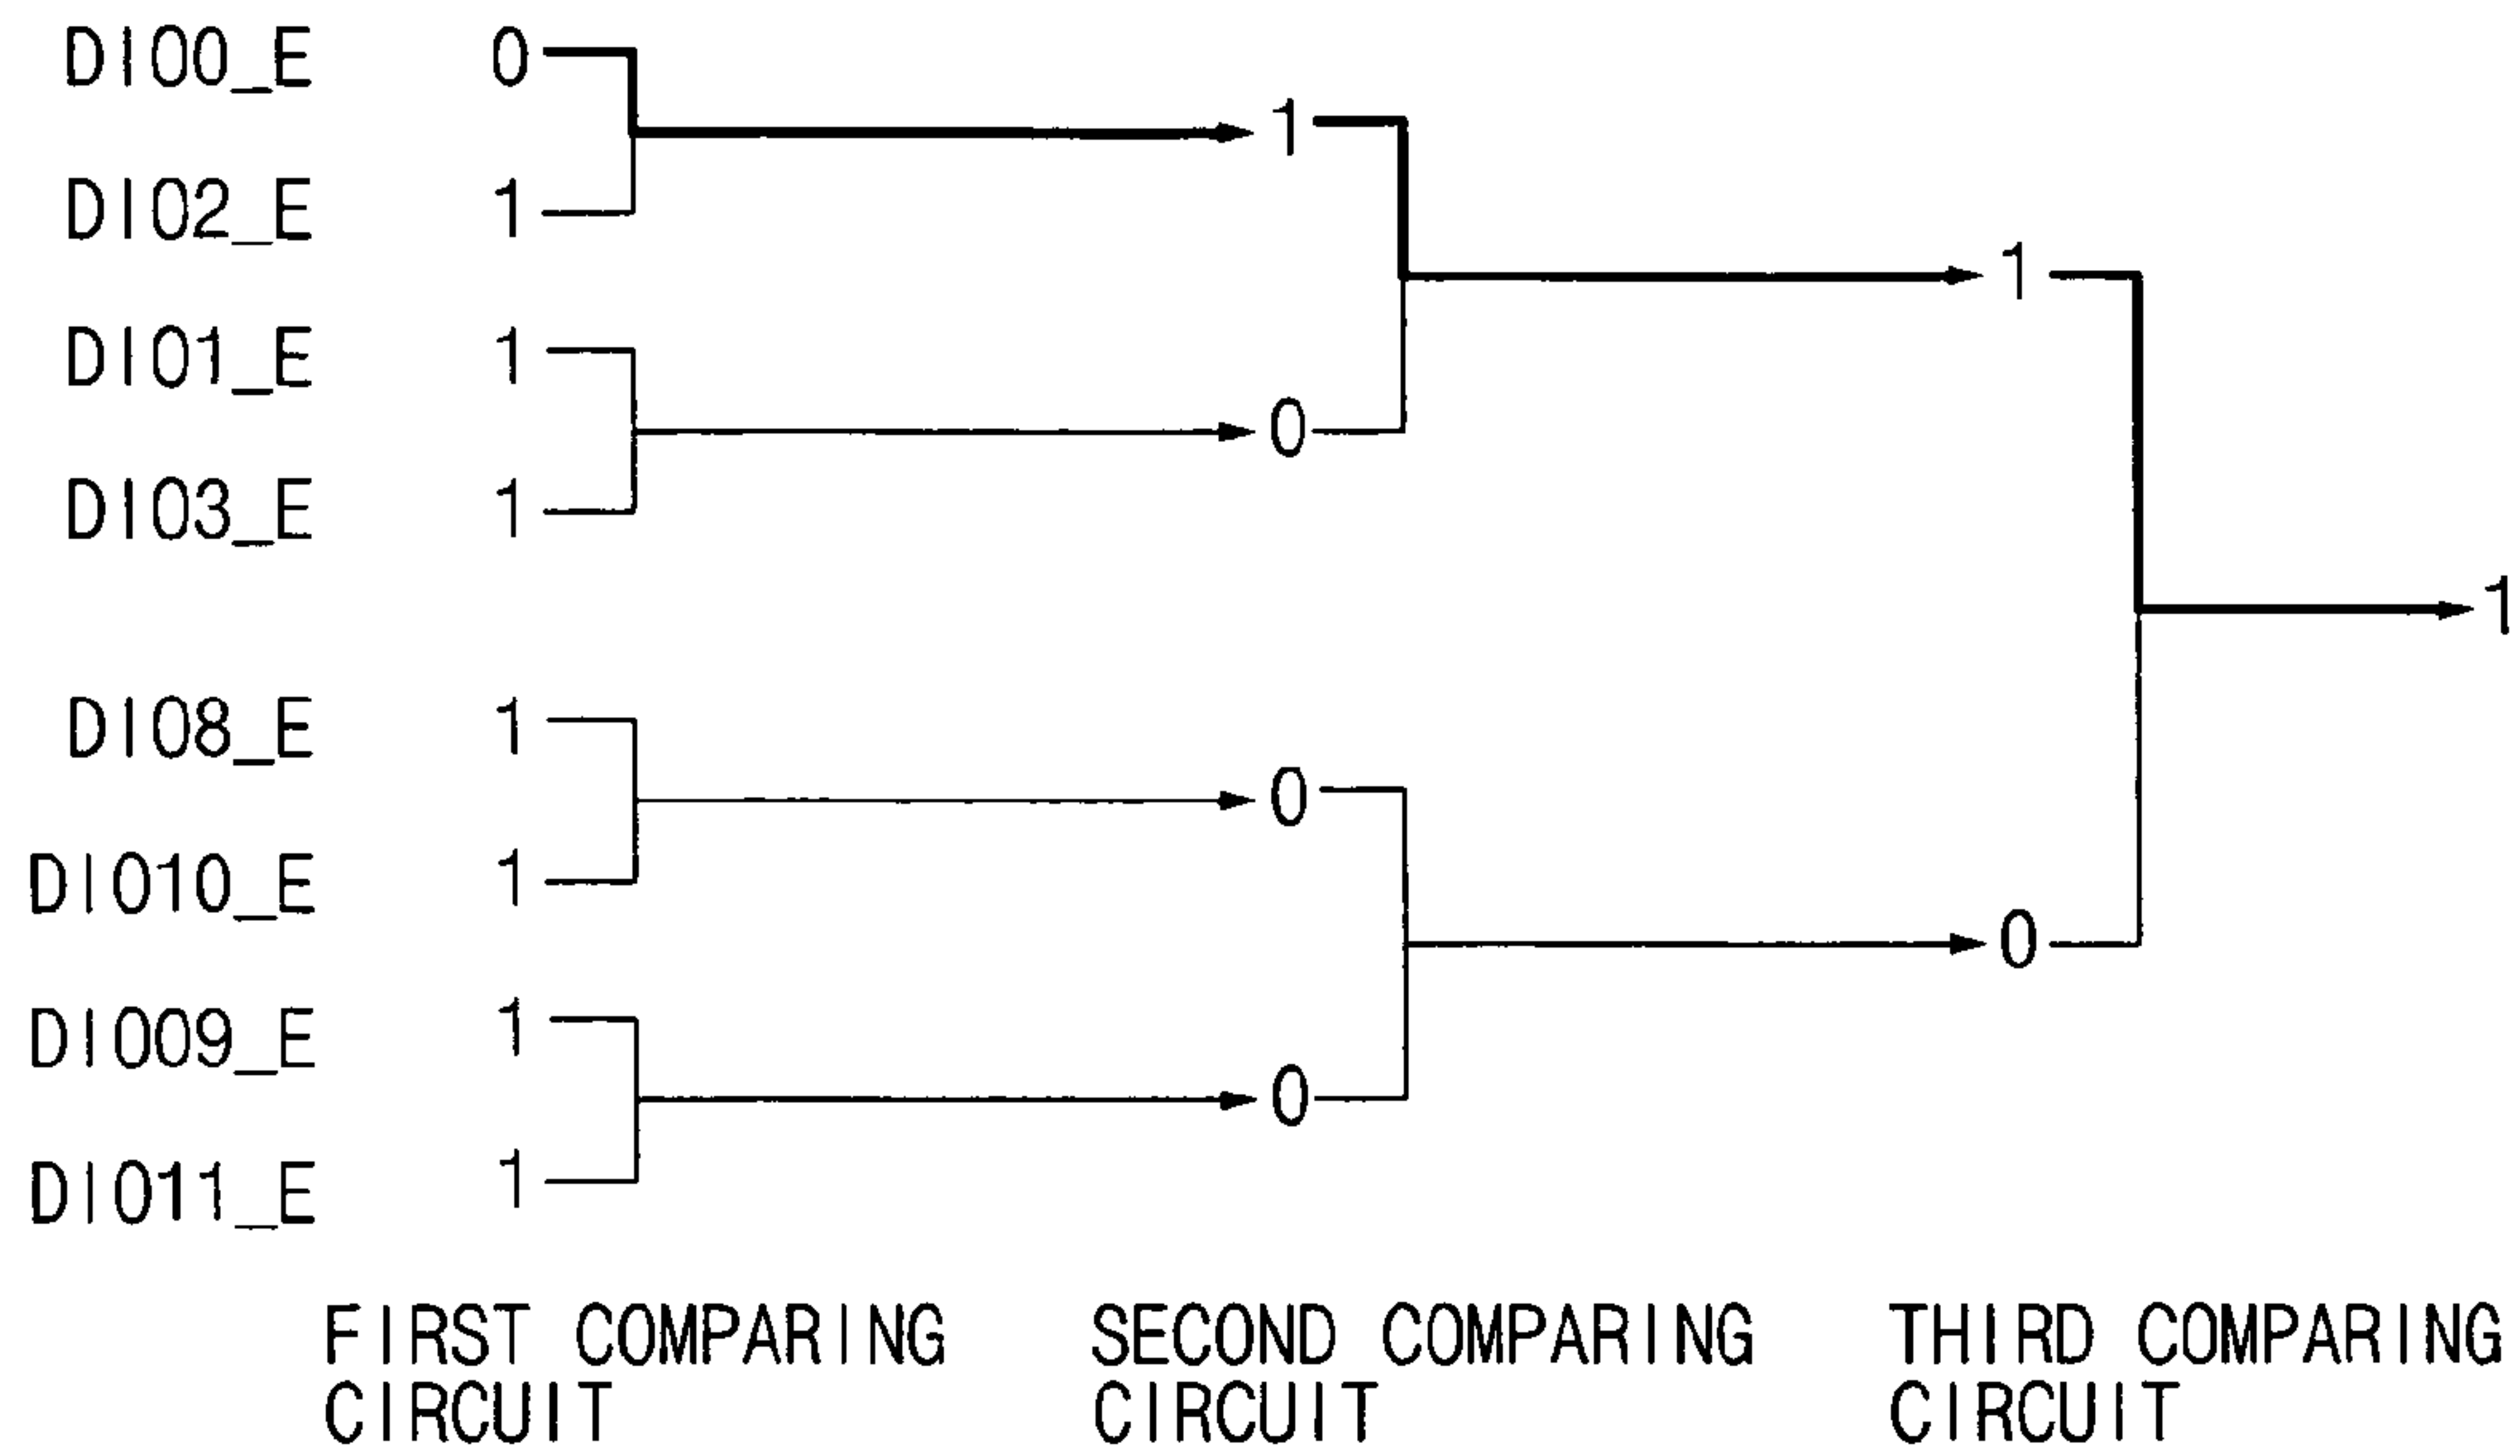 DIO0_E 0
1
DIO2_E 1
1
DIO1_E 1
0
DIO3_E 1
1
DIO8_E 1
0
DIO10_E 1
0
DIO09_E 1
0
DIO11_E 1
FIRST COMPARING CIRCUIT
SECOND COMPARING CIRCUIT
THIRD COMPARING CIRCUIT